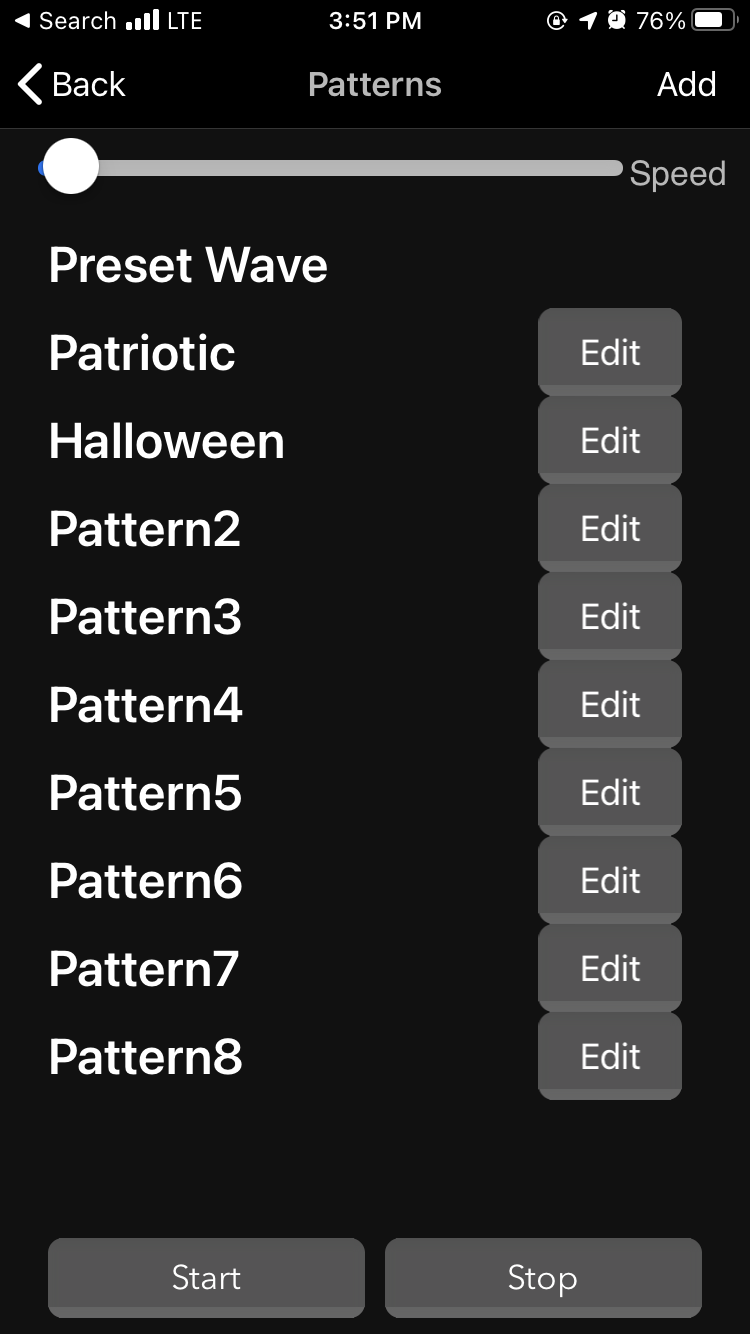 Search LTE 3:51 PM 76%
Back Patterns Add
Speed
Preset Wave
Patriotic Edit
Halloween Edit
Pattern2 Edit
Pattern3 Edit
Pattern4 Edit
Pattern5 Edit
Pattern6 Edit
Pattern7 Edit
Pattern8 Edit
Start Stop